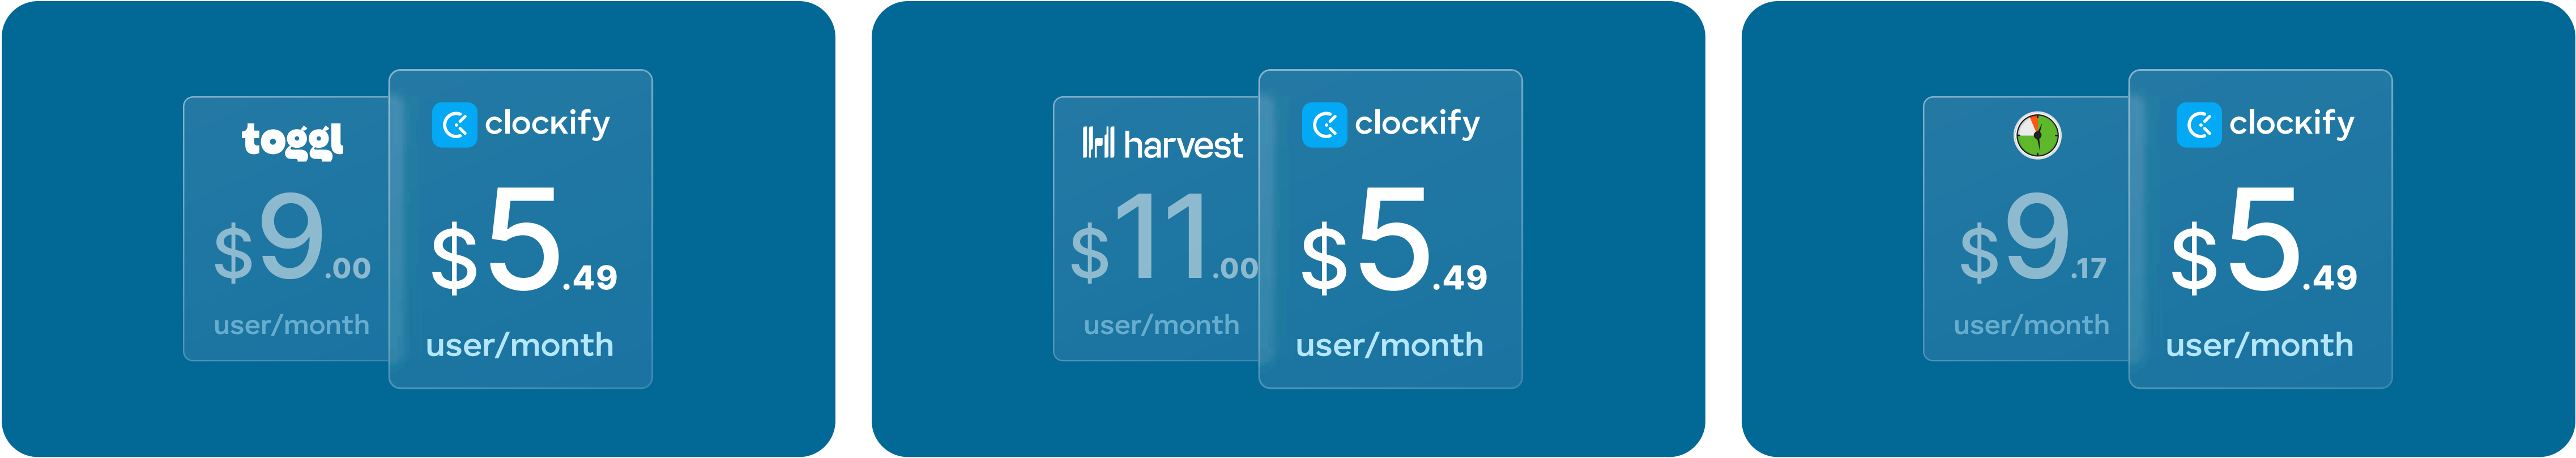 toggl
$9.00
user/month
clockify
$5.49
user/month
harvest
$11.00
user/month
clockify
$5.49
user/month
$9.17
user/month
clockify
$5.49
user/month